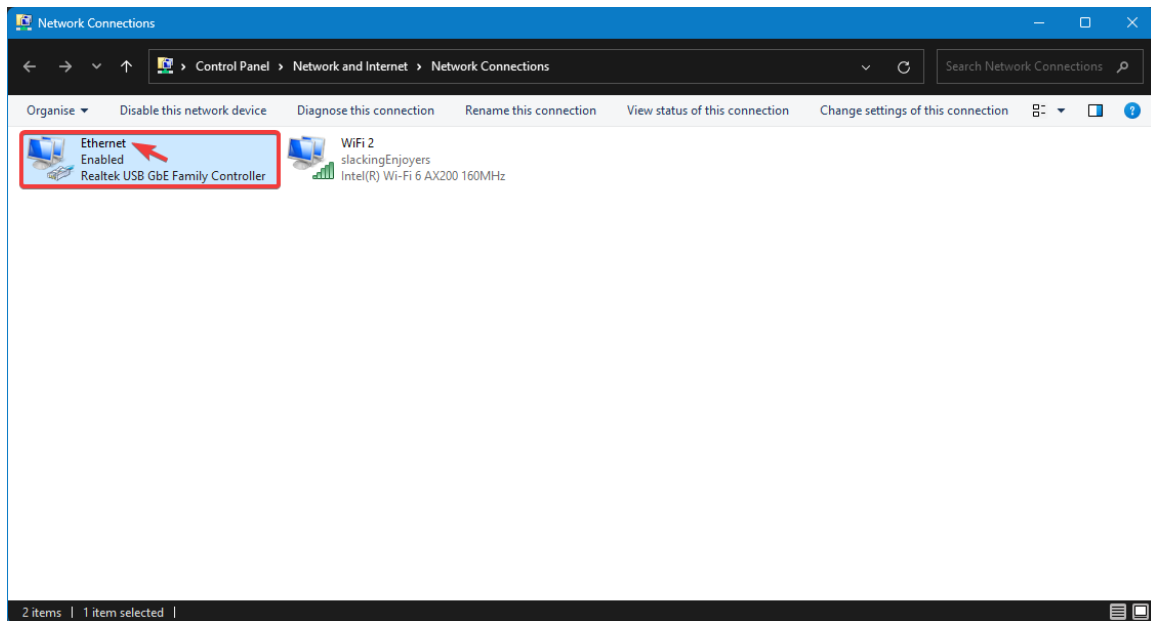 Network Connections
Control Panel > Network and Internet > Network Connections
Search Network Connections
Organise
Disable this network device
Diagnose this connection
Rename this connection
View status of this connection
Change settings of this connection
Ethernet
Enabled
Realtek USB GbE Family Controller
WiFi 2
slackingEnjoyers
Intel(R) Wi-Fi 6 AX200 160MHz
2 items | 1 item selected |